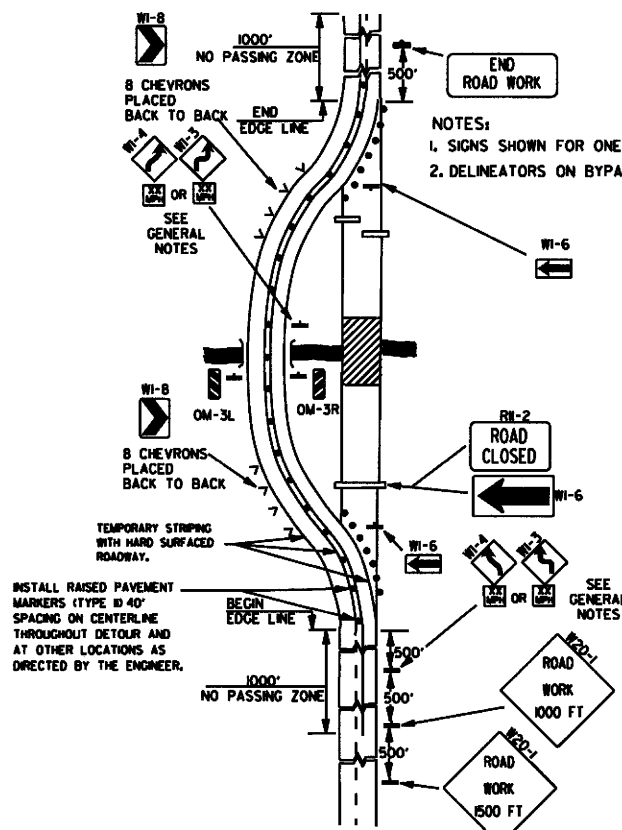 W1-8
8 CHEVRONS
PLACED
BACK TO BACK
1000'
NO PASSING ZONE
END
EDGE LINE
500'
END
ROAD WORK
NOTES:
1. SIGNS SHOWN FOR ONE
2. DELINEATORS ON BYPA
W1-4
W1-3
XX
MPH
OR
XX
MPH
SEE
GENERAL
NOTES
W1-6
OM-3L
OM-3R
W1-8
8 CHEVRONS
PLACED
BACK TO BACK
R11-2
ROAD
CLOSED
W1-6
TEMPORARY STRIPING
WITH HARD SURFACED
ROADWAY.
W1-6
W1-4
W1-3
XX
MPH
OR
XX
MPH
SEE
GENERAL
NOTES
INSTALL RAISED PAVEMENT
MARKERS (TYPE II) 40'
SPACING ON CENTERLINE
THROUGHOUT DETOUR AND
AT OTHER LOCATIONS AS
DIRECTED BY THE ENGINEER.
BEGIN
EDGE LINE
1000'
NO PASSING ZONE
500'
500'
500'
W20-1
ROAD
WORK
1000 FT
W20-1
ROAD
WORK
1500 FT